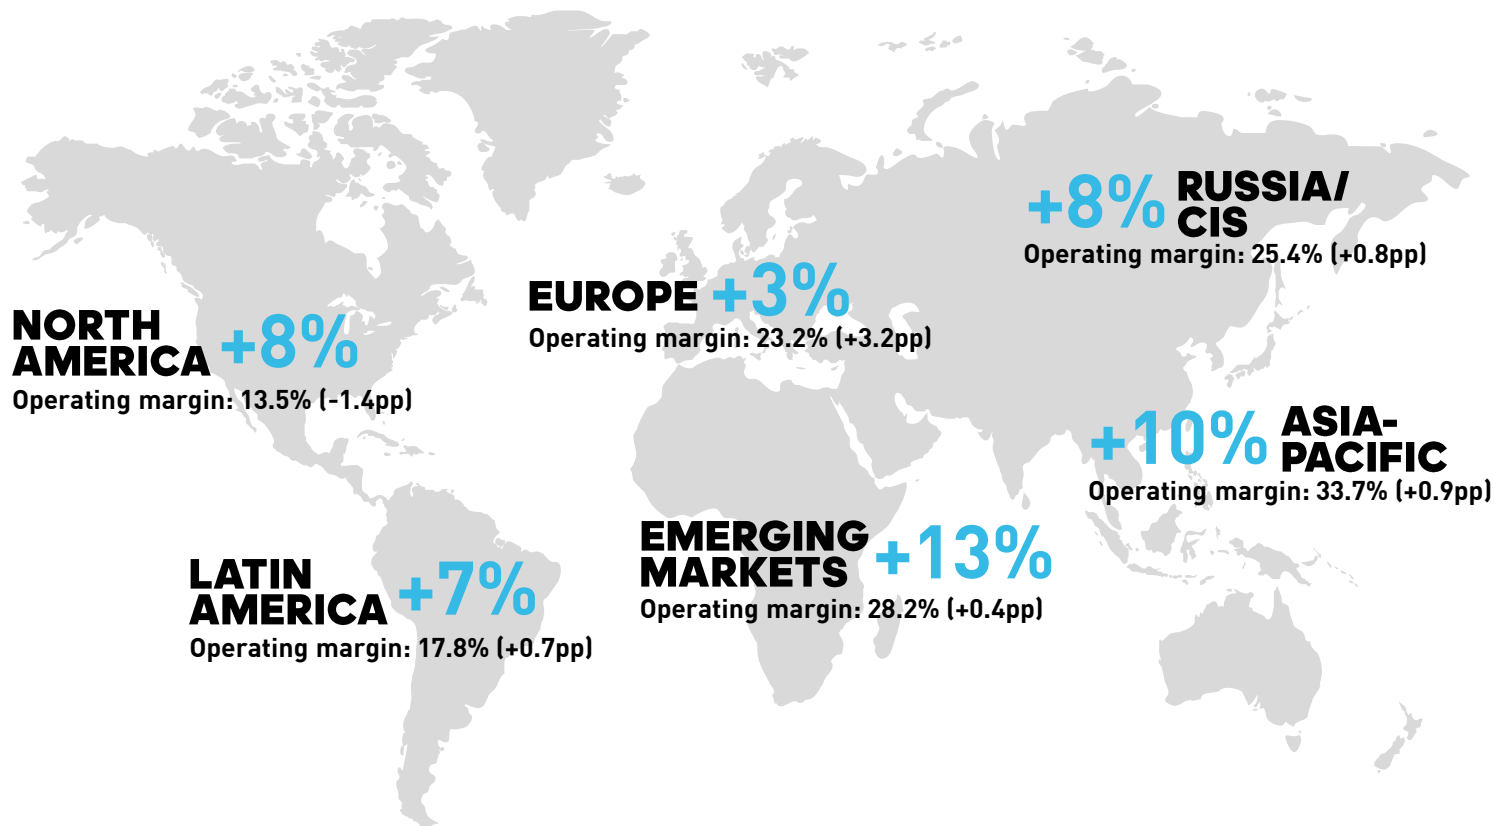 +8% RUSSIA/
CIS
Operating margin: 25.4% (+0.8pp)
EUROPE +3%
Operating margin: 23.2% (+3.2pp)
NORTH
AMERICA +8%
Operating margin: 13.5% (-1.4pp)
+10% ASIA-
PACIFIC
Operating margin: 33.7% (+0.9pp)
EMERGING
MARKETS +13%
Operating margin: 28.2% (+0.4pp)
LATIN
AMERICA +7%
Operating margin: 17.8% (+0.7pp)